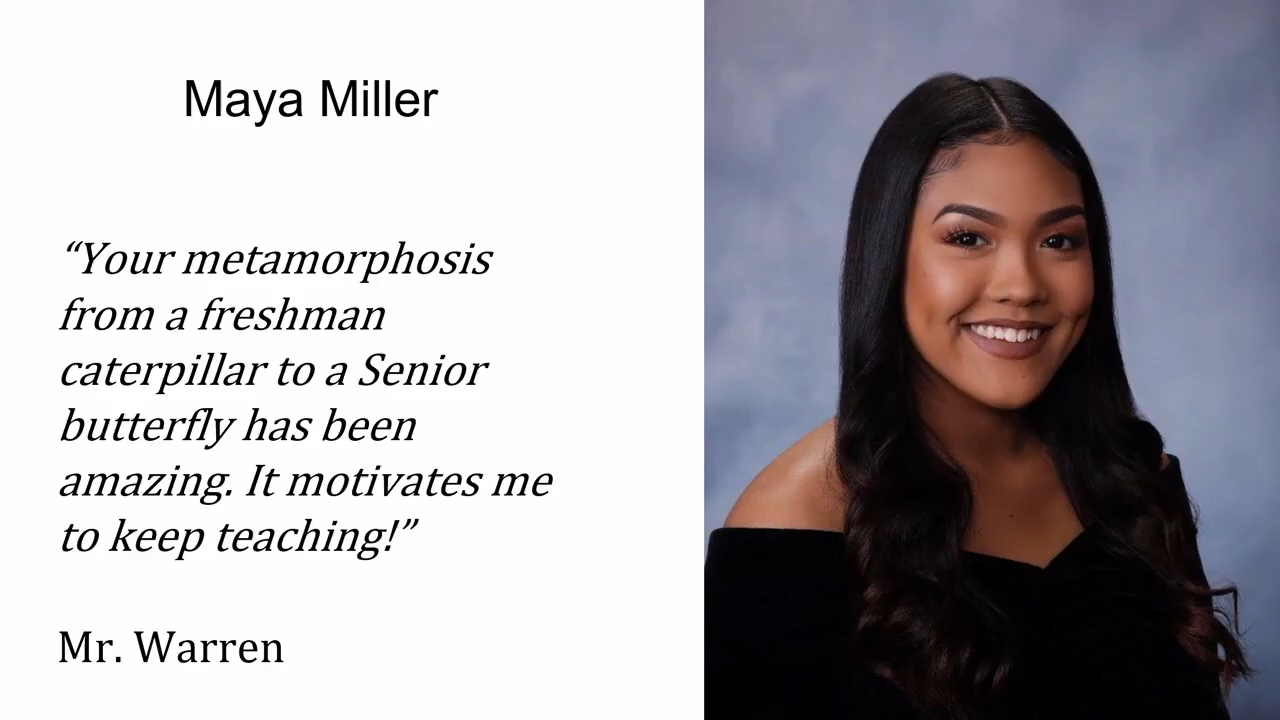 Maya Miller
“Your metamorphosis
from a freshman
caterpillar to a Senior
butterfly has been
amazing. It motivates me
to keep teaching!”
Mr. Warren